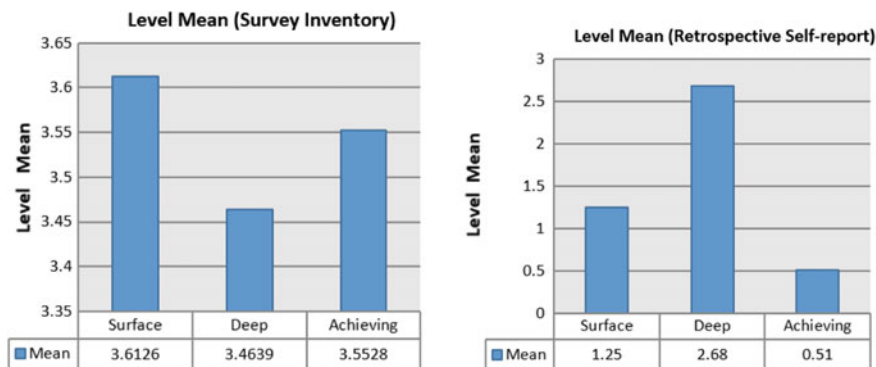 Level Mean (Survey Inventory)
Level Mean
3.65
3.6
3.55
3.5
3.45
3.4
3.35
Surface Deep Achieving
Mean 3.6126 3.4639 3.5528
Level Mean (Retrospective Self-report)
Level Mean
3
2.5
2
1.5
1
0.5
0
Surface Deep Achieving
Mean 1.25 2.68 0.51